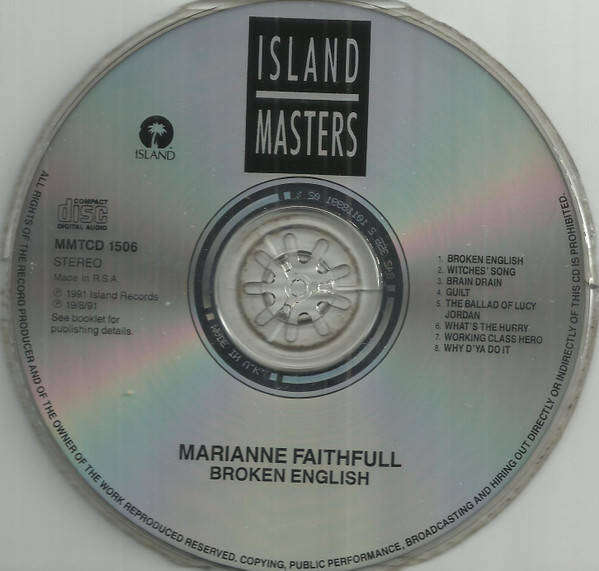 ISLAND
MASTERS
ISLAND
COMPACT
disc
DIGITAL AUDIO
MMTCD 1506
STEREO
Made in R.S.A.
℗ 1991 Island Records
℗ 19/8/91
See booklet for
publishing details.
1. BROKEN ENGLISH
2. WITCHES' SONG
3. BRAIN DRAIN
4. GUILT
5. THE BALLAD OF LUCY
JORDAN
6. WHAT'S THE HURRY
7. WORKING CLASS HERO
8. WHY D'YA DO IT
MARIANNE FAITHFULL
BROKEN ENGLISH
ALL RIGHTS OF THE RECORD PRODUCER AND OF THE OWNER OF THE WORK REPRODUCED RESERVED. COPYING, PUBLIC PERFORMANCE, BROADCASTING AND HIRING OUT DIRECTLY OR INDIRECTLY OF THIS CD IS PROHIBITED.
MADE IN U.K.